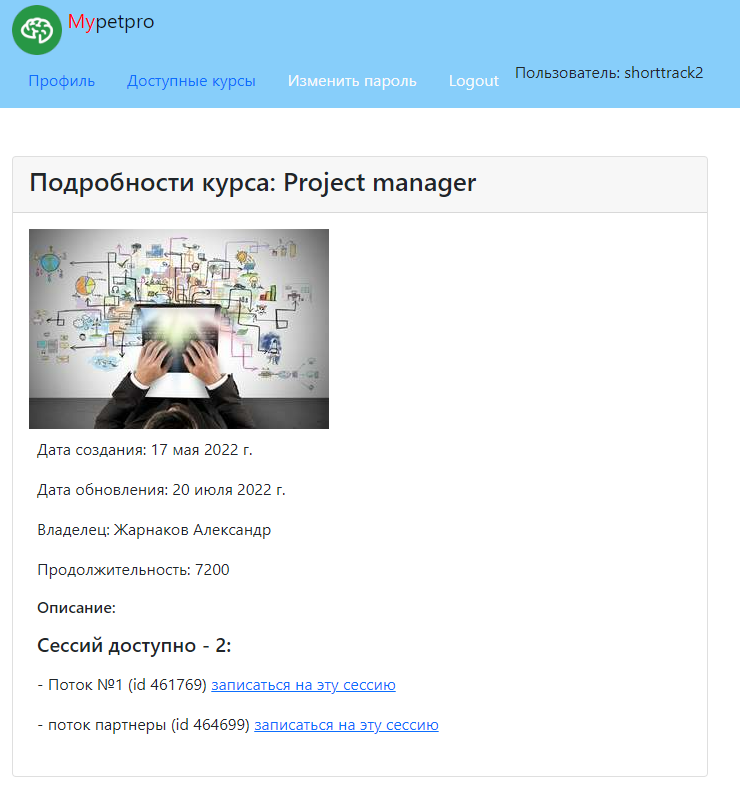 Mypetpro
Профиль Доступные курсы Изменить пароль Logout Пользователь: shorttrack2
Подробности курса: Project manager
Дата создания: 17 мая 2022 г.
Дата обновления: 20 июля 2022 г.
Владелец: Жарнаков Александр
Продолжительность: 7200
Описание:
Сессий доступно - 2:
- Поток №1 (id 461769) записаться на эту сессию
- поток партнеры (id 464699) записаться на эту сессию